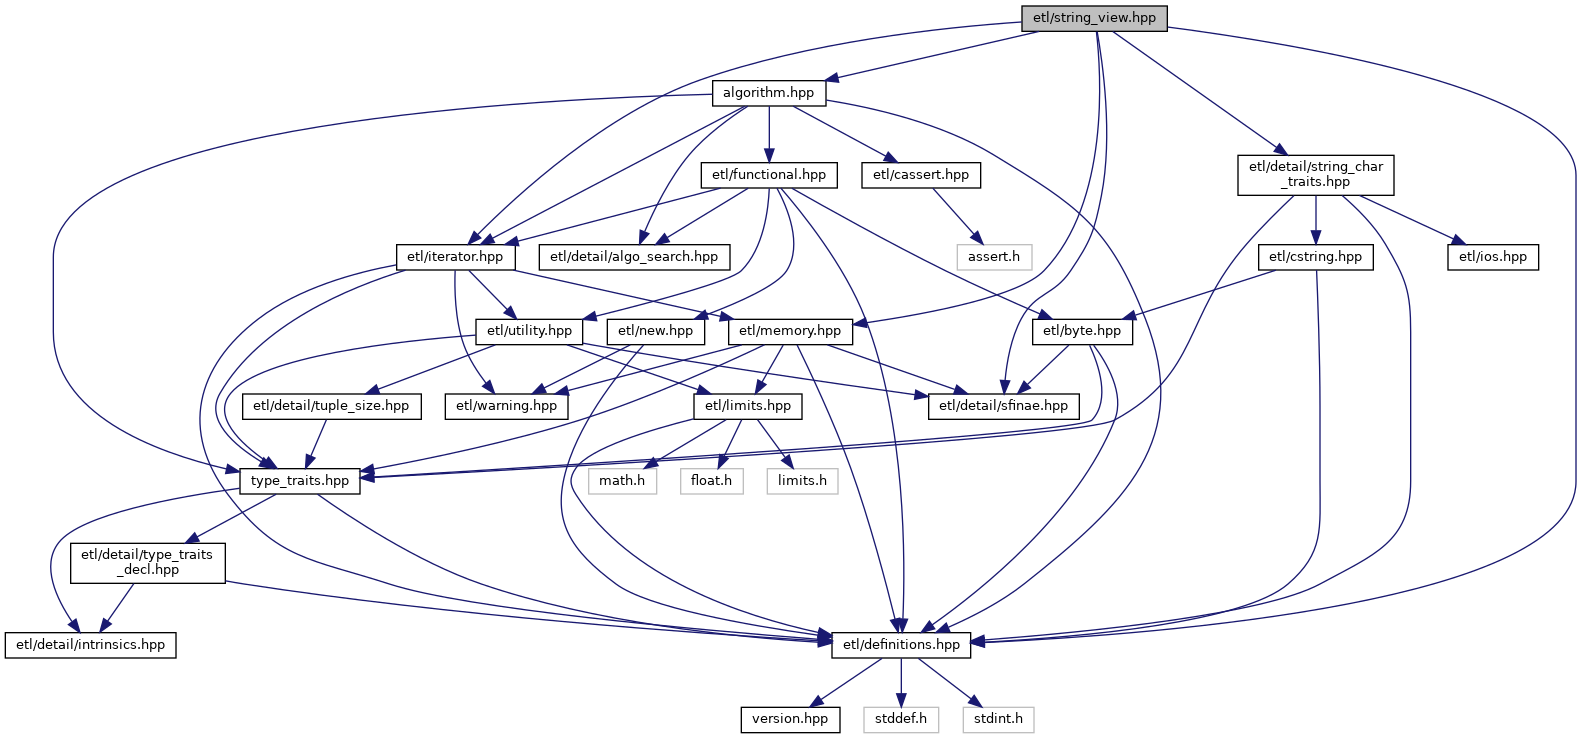 etl/string_view.hpp
algorithm.hpp
etl/functional.hpp
etl/cassert.hpp
etl/detail/string_char
_traits.hpp
etl/iterator.hpp
etl/detail/algo_search.hpp
assert.h
etl/cstring.hpp
etl/ios.hpp
etl/utility.hpp
etl/new.hpp
etl/memory.hpp
etl/byte.hpp
etl/detail/tuple_size.hpp
etl/warning.hpp
etl/limits.hpp
etl/detail/sfinae.hpp
type_traits.hpp
math.h
float.h
limits.h
etl/detail/type_traits
_decl.hpp
etl/detail/intrinsics.hpp
etl/definitions.hpp
version.hpp
stddef.h
stdint.h